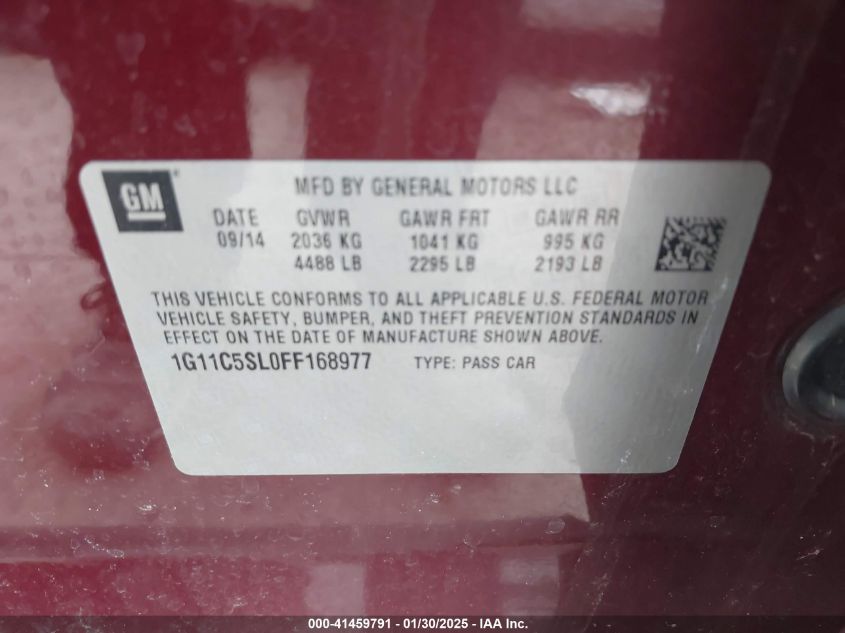 GM
MFD BY GENERAL MOTORS LLC
DATE GVWR GAWR FRT GAWR RR
09/14 2036 KG 1041 KG 995 KG
4488 LB 2295 LB 2193 LB
THIS VEHICLE CONFORMS TO ALL APPLICABLE U.S. FEDERAL MOTOR
VEHICLE SAFETY, BUMPER, AND THEFT PREVENTION STANDARDS IN
EFFECT ON THE DATE OF MANUFACTURE SHOWN ABOVE.
1G11C5SL0FF168977 TYPE: PASS CAR
000-41459791 - 01/30/2025 - IAA Inc.